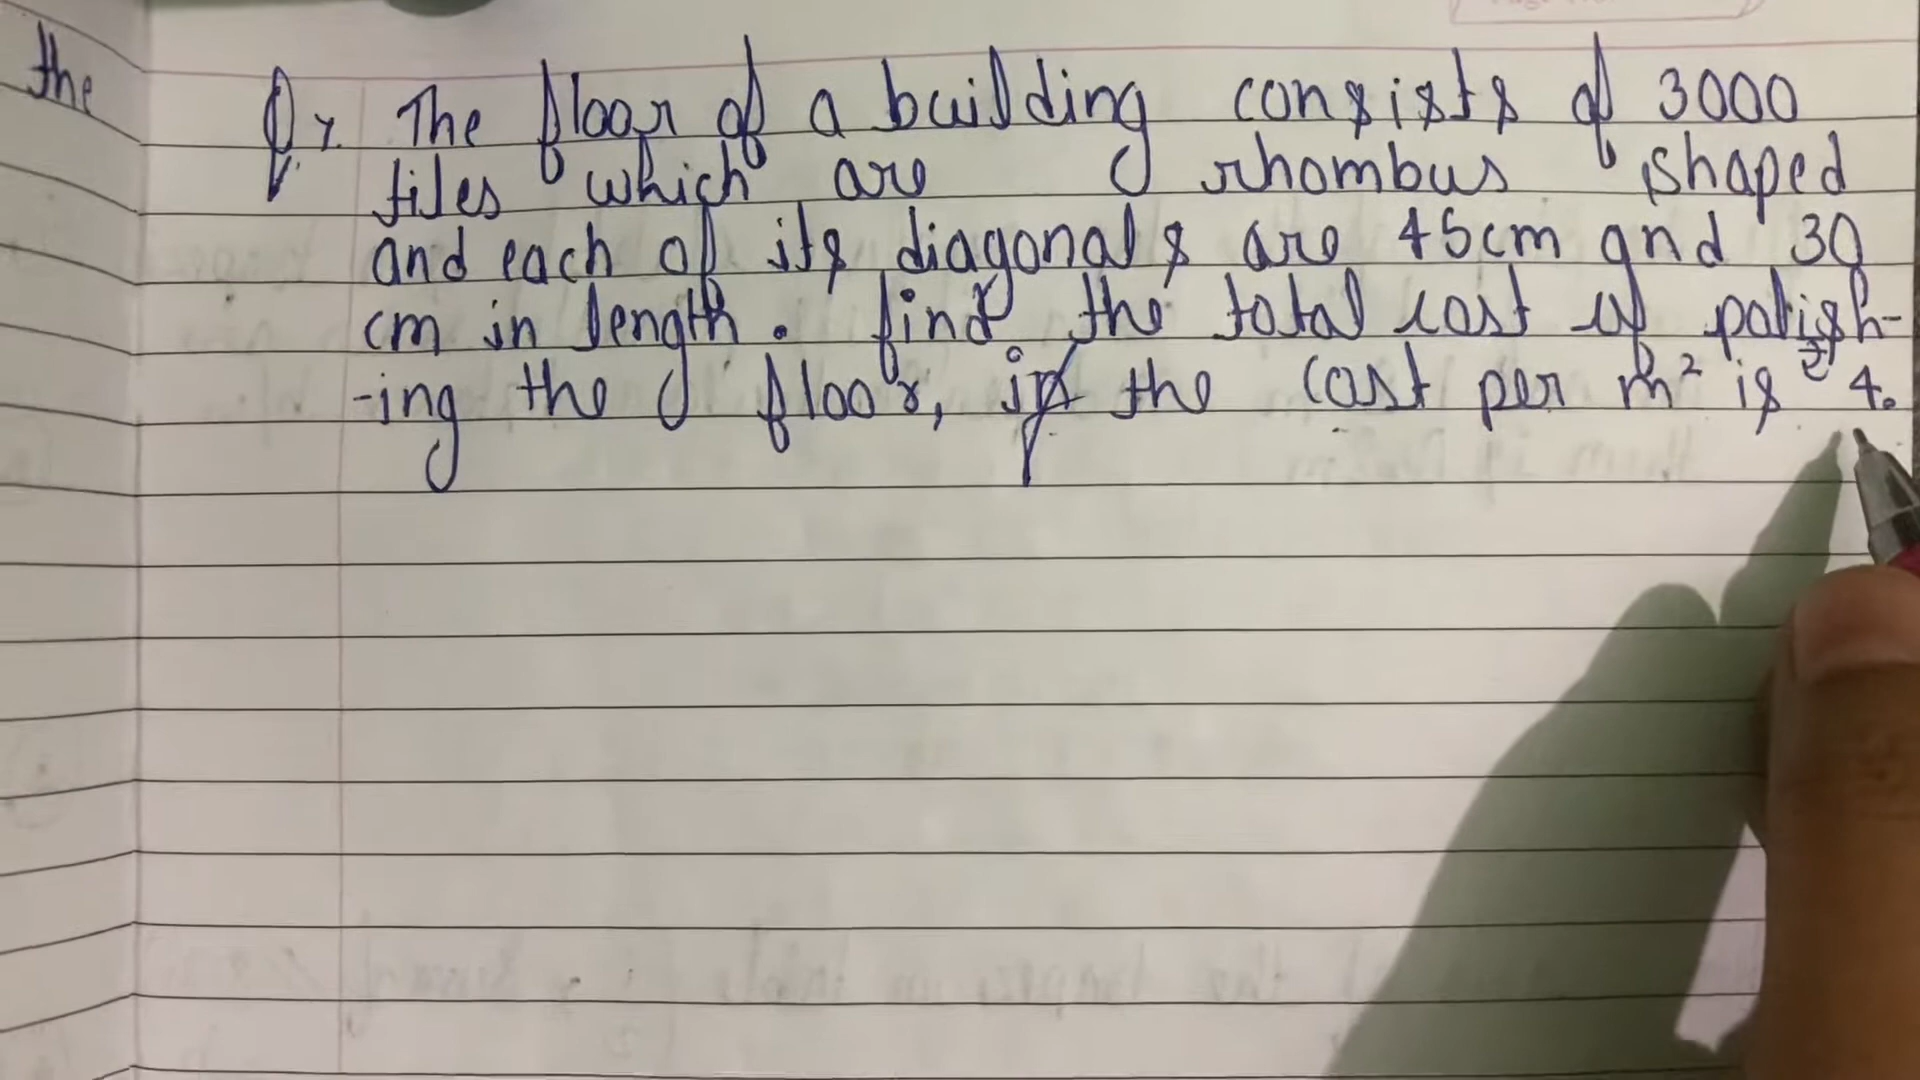 the
Q7. The floor of a building consists of 3000
tiles which are rhombus shaped
and each of its diagonals are 45cm and 30
cm in length. find the total cost of polish-
-ing the floor, if the cost per m² is ₹ 4.